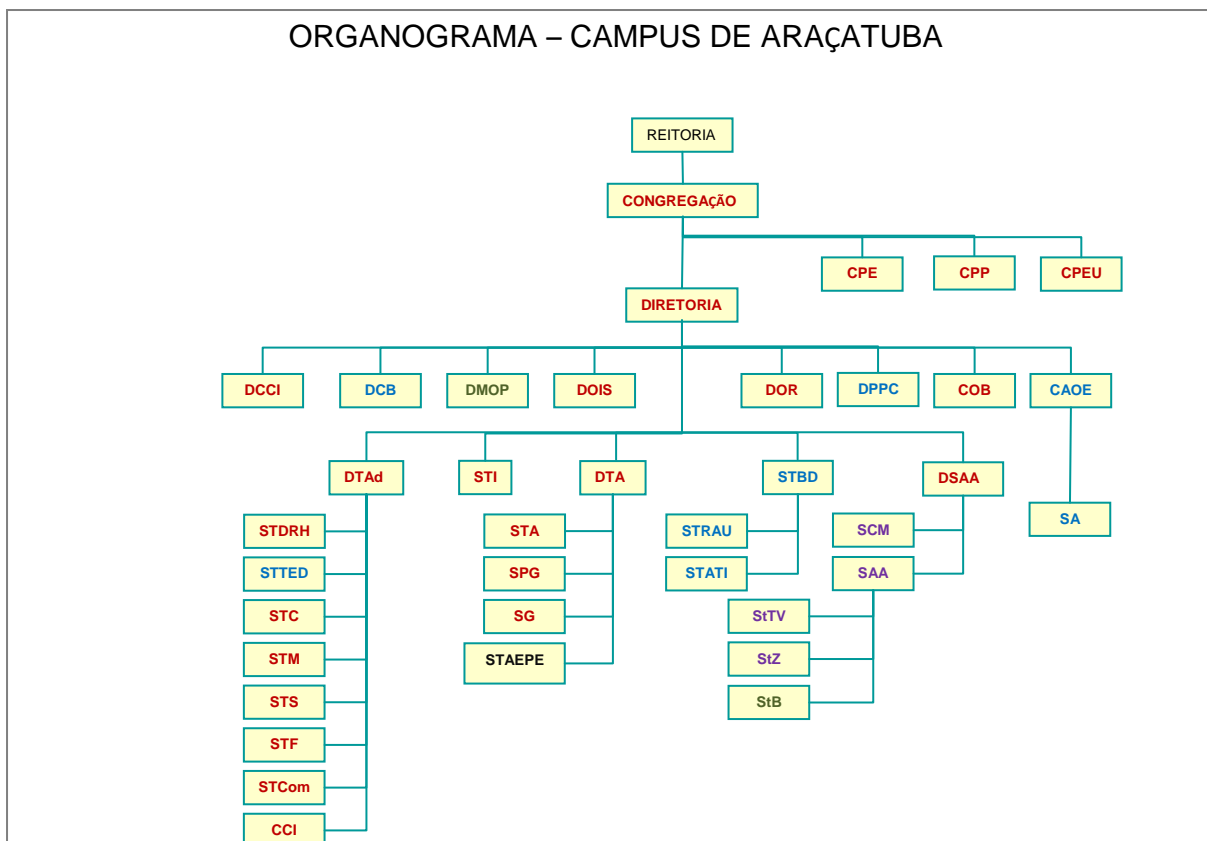 ORGANOGRAMA – CAMPUS DE ARAÇATUBA
REITORIA
CONGREGAÇÃO
CPE
CPP
CPEU
DIRETORIA
DCCI
DCB
DMOP
DOIS
DOR
DPPC
COB
CAOE
DTAd
STI
DTA
STBD
DSAA
STDRH
STA
STRAU
SCM
SA
STTED
SPG
STATI
SAA
STC
SG
StTV
STM
STAEPE
StZ
STS
StB
STF
STCom
CCI